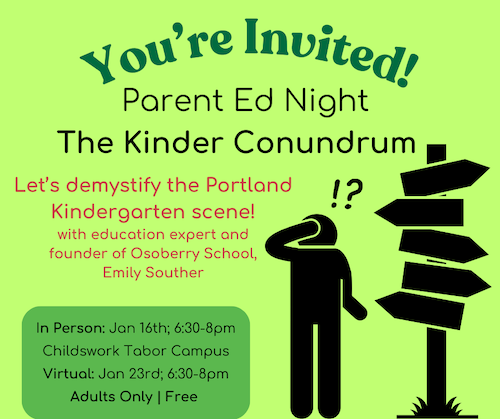 You're Invited!
Parent Ed Night
The Kinder Conundrum
Let's demystify the Portland
Kindergarten scene!
with education expert and
founder of Osoberry School,
Emily Souther
!?
In Person: Jan 16th; 6:30-8pm
Childswork Tabor Campus
Virtual: Jan 23rd; 6:30-8pm
Adults Only | Free